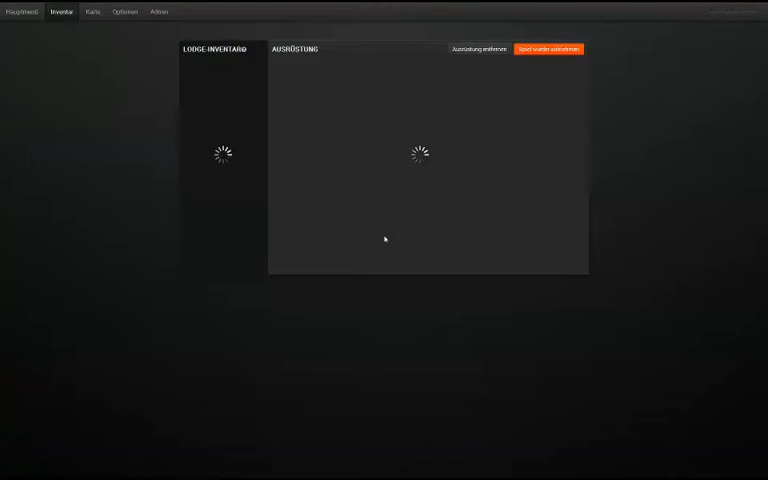 Hauptmenü Inventar Karte Optionen Admin
LODGE-INVENTAR
AUSRÜSTUNG Ausrüstung entfernen Spiel wieder aufnehmen